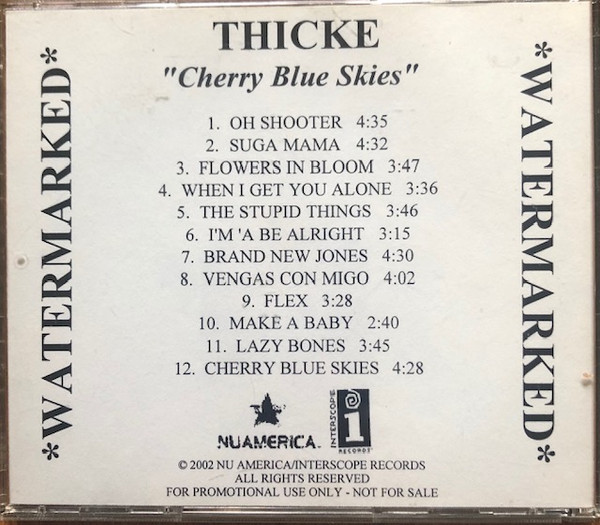 THICKE
"Cherry Blue Skies"
*WATERMARKED*
*WATERMARKED*
1. OH SHOOTER 4:35
2. SUGA MAMA 4:32
3. FLOWERS IN BLOOM 3:47
4. WHEN I GET YOU ALONE 3:36
5. THE STUPID THINGS 3:46
6. I'M 'A BE ALRIGHT 3:15
7. BRAND NEW JONES 4:30
8. VENGAS CON MIGO 4:02
9. FLEX 3:28
10. MAKE A BABY 2:40
11. LAZY BONES 3:45
12. CHERRY BLUE SKIES 4:28
NUAMERICA
INTERSCOPE
i
RECORDS
© 2002 NU AMERICA/INTERSCOPE RECORDS
ALL RIGHTS RESERVED
FOR PROMOTIONAL USE ONLY - NOT FOR SALE